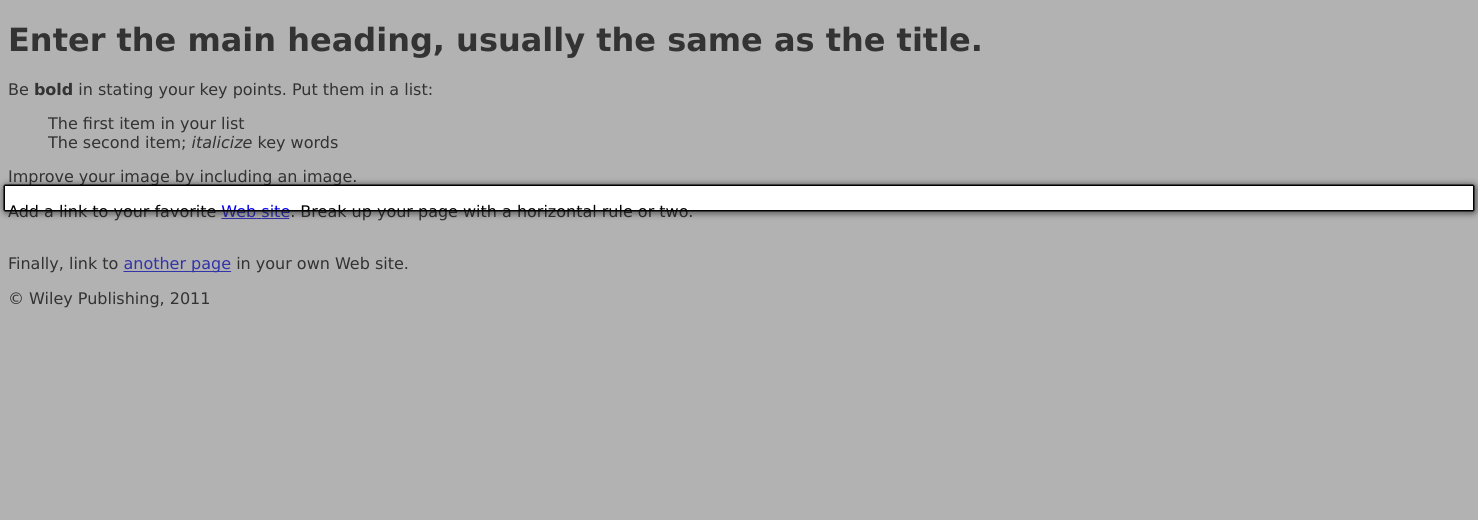 Enter the main heading, usually the same as the title.
Be bold in stating your key points. Put them in a list:
The first item in your list
The second item; italicize key words
Improve your image by including an image.
Add a link to your favorite Web site. Break up your page with a horizontal rule or two.
Finally, link to another page in your own Web site.
© Wiley Publishing, 2011